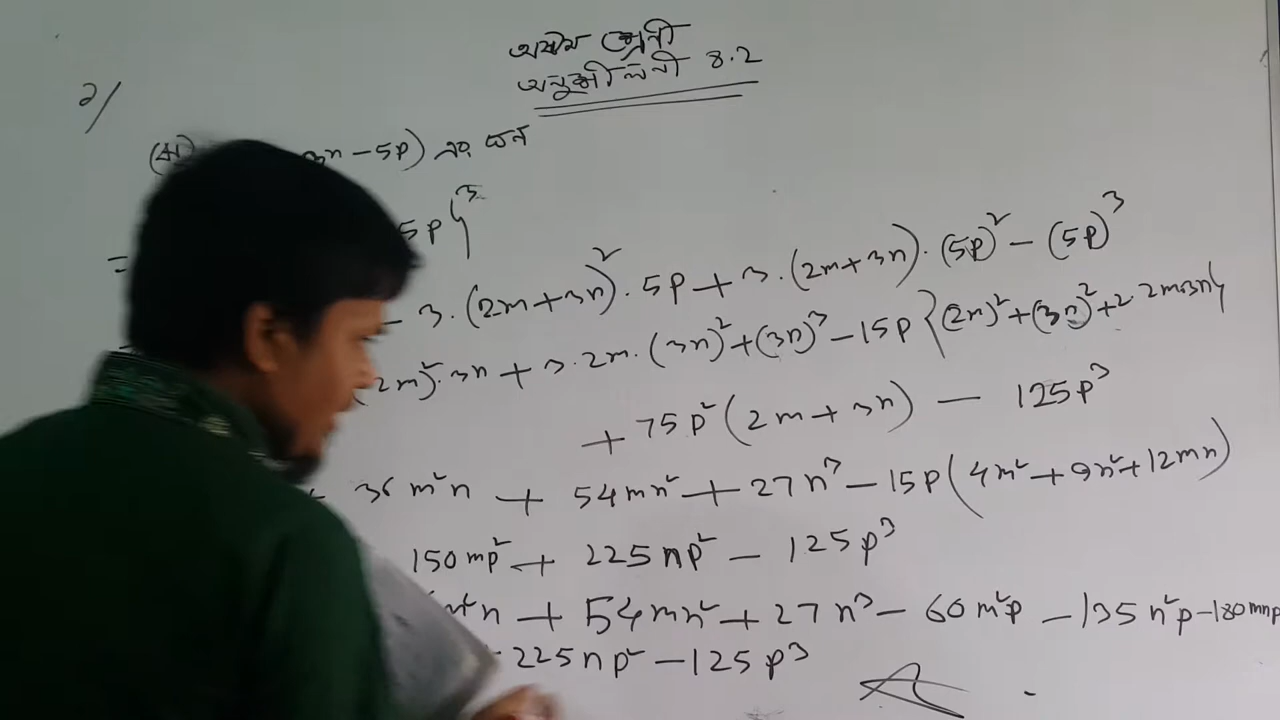 অষ্টম শ্রেণী
অনুশীলনী 8.2
2/
3n - 5p) এর ঘন
= 5p}³
- 3.(2m+3n)².5p + 3.(2m+3n).(5p)² - (5p)³
(2m)².3n + 3.2m.(3n)² + (3n)³ - 15p{(2m)² + (3n)² + 2.2m.3n}
+ 75p²(2m + 3n) - 125p³
36m²n + 54mn² + 27n³ - 15p(4m² + 9n² + 12mn)
150mp² + 225np² - 125p³
m²n + 54mn² + 27n³ - 60m²p - 135n²p - 180mnp
225np² - 125p³